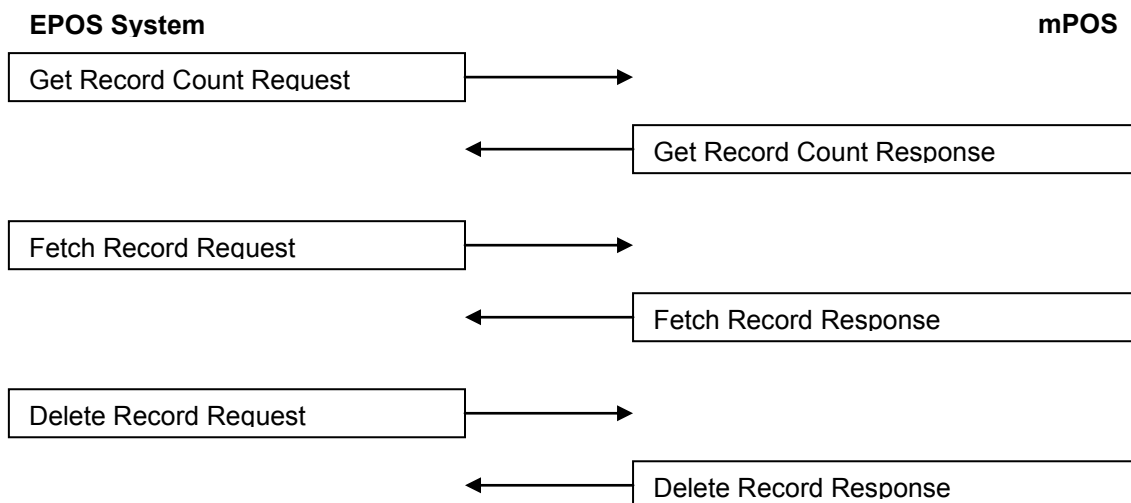 EPOS System
mPOS
Get Record Count Request
Get Record Count Response
Fetch Record Request
Fetch Record Response
Delete Record Request
Delete Record Response